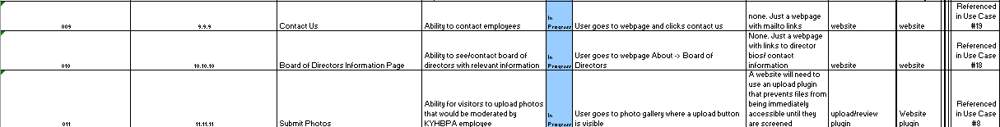 009
9.9.9
Contact Us
Ability to contact employees
In
Progress
User goes to webpage and clicks contact us
none. Just a webpage
with mailto links
website
website
Referenced
in Use Case
#19
010
10.10.10
Board of Directors Information Page
Ability to see/contact board of
directors with relevant information
In
Progress
User goes to webpage About -> Board of
Directors
None. Just a webpage
with links to director
bios/ contact
information
website
website
Referenced
in Use Case
#18
011
11.11.11
Submit Photos
Ability for visitors to upload photos
that would be moderated by
KYHBPA employee
In
Progress
User goes to photo gallery where a upload button
is visible
A website will need to
use an upload plugin
that prevents files from
being immediately
accessible until they
are screened
upload/review
plugin
Website
plugin
Referenced
in Use Case
#8